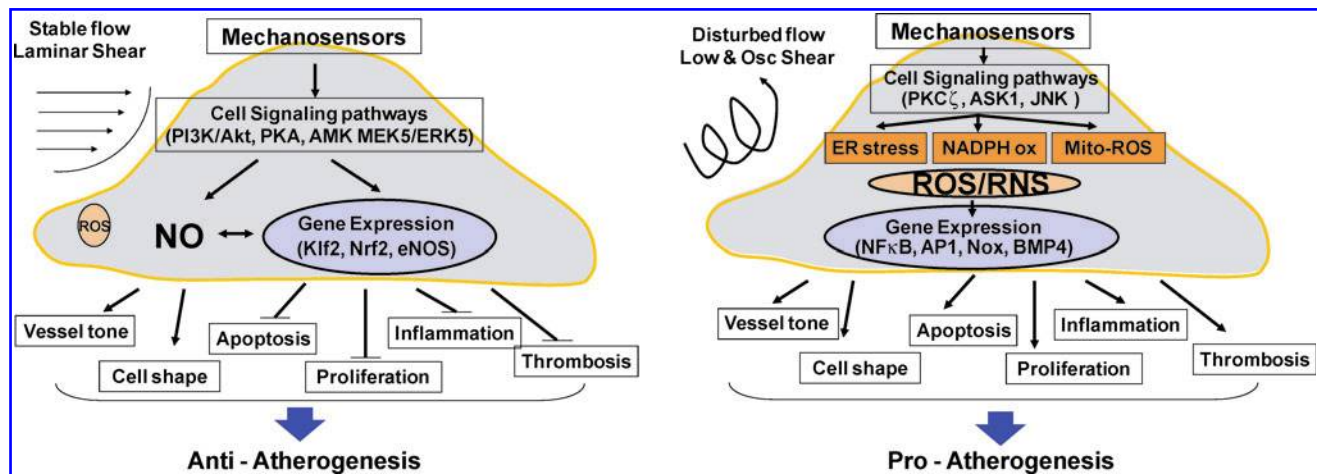 Stable flow
Laminar Shear
Mechanosensors
Cell Signaling pathways
(PI3K/Akt, PKA, AMK MEK5/ERK5)
ROS
NO
Gene Expression
(Klf2, Nrf2, eNOS)
Vessel tone
Cell shape
Apoptosis
Proliferation
Inflammation
Thrombosis
Anti - Atherogenesis
Disturbed flow
Low & Osc Shear
Mechanosensors
Cell Signaling pathways
(PKCζ, ASK1, JNK )
ER stress
NADPH ox
Mito-ROS
ROS/RNS
Gene Expression
(NFκB, AP1, Nox, BMP4)
Vessel tone
Cell shape
Apoptosis
Proliferation
Inflammation
Thrombosis
Pro - Atherogenesis